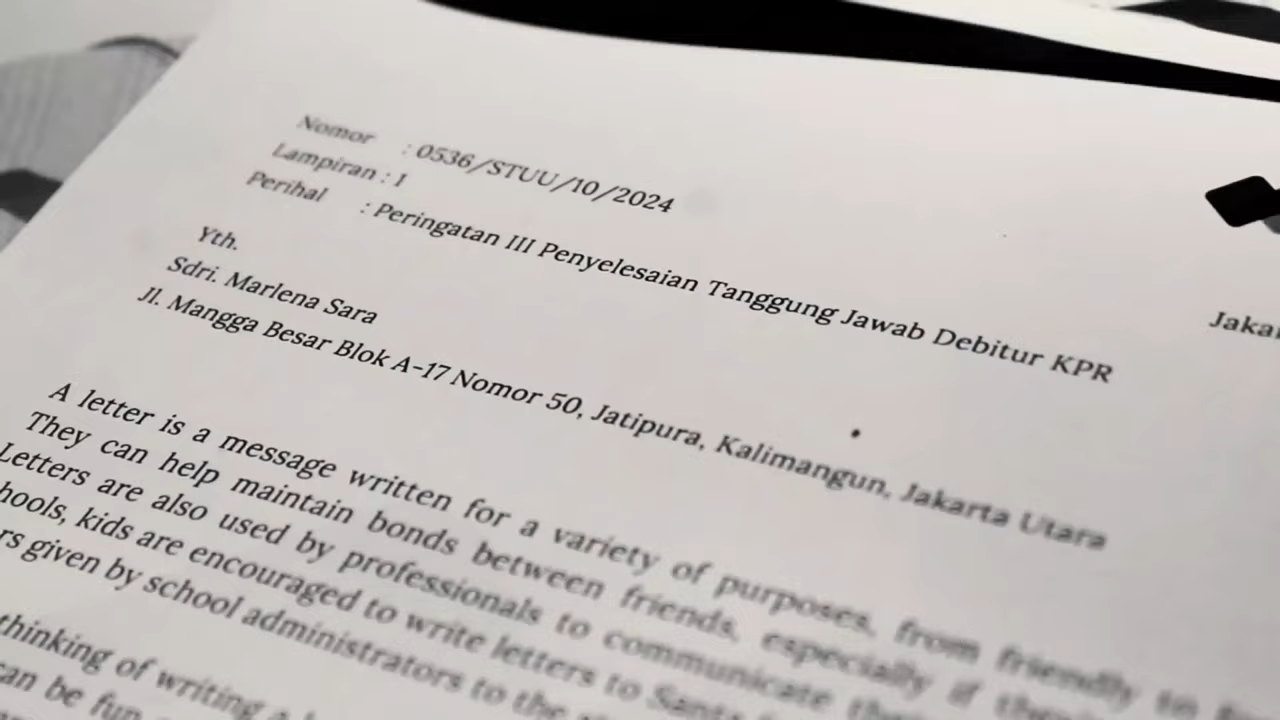 Nomor : 0536/STUU/10/2024
Lampiran : 1
Perihal : Peringatan III Penyelesaian Tanggung Jawab Debitur KPR
Yth.
Sdri. Marlena Sara
Jl. Mangga Besar Blok A-17 Nomor 50, Jatipura, Kalimangun, Jakarta Utara
A letter is a message written for a variety of purposes, from friendly to
They can help maintain bonds between friends, especially if
Letters are also used by professionals to communicate
kids are encouraged to write letters to Santa
given by school administrators to the
thinking of writing a
can be fun